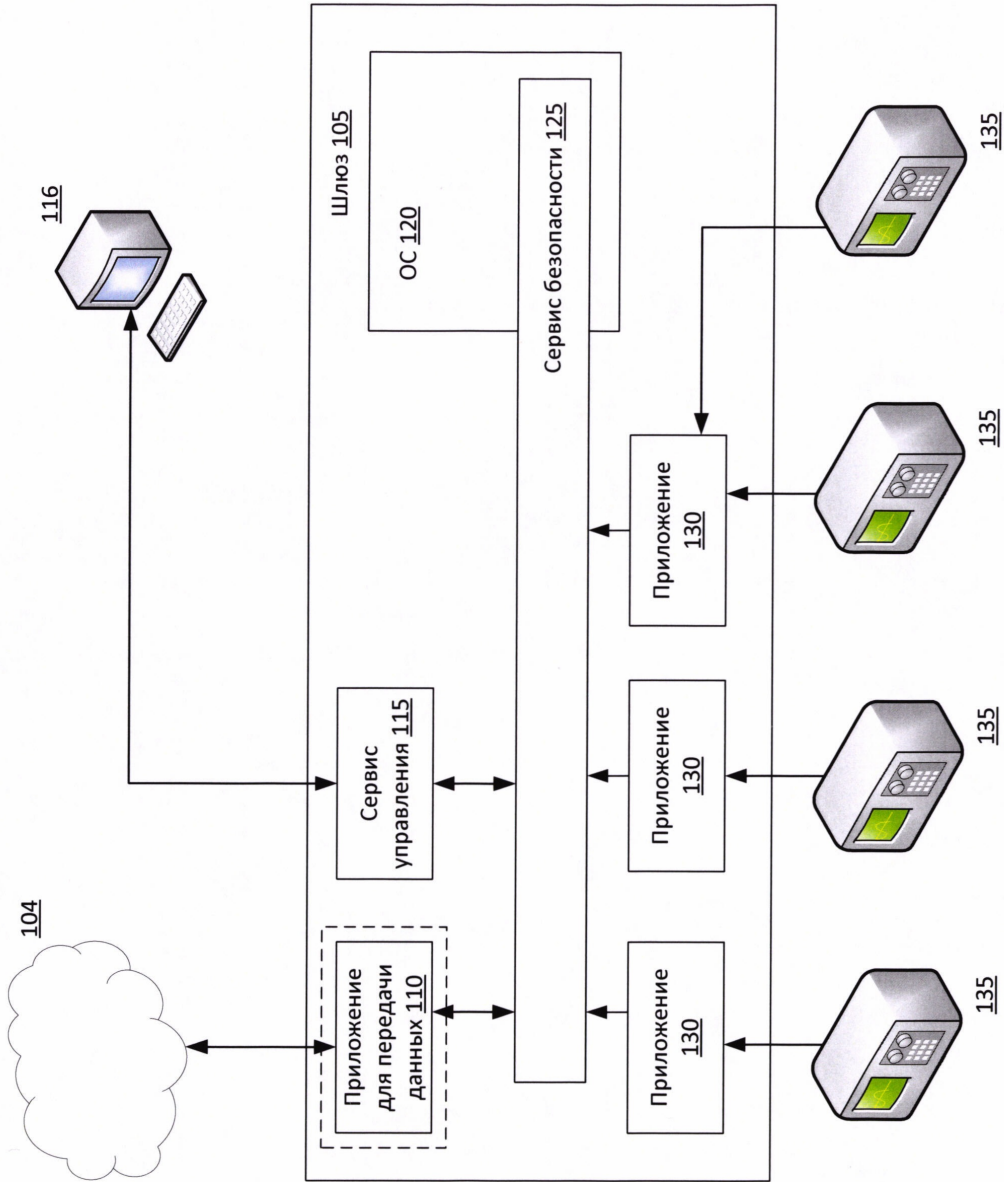 104
116
Шлюз 105
Приложение
для передачи
данных 110
Сервис
управления 115
ОС 120
Сервис безопасности 125
Приложение
130
Приложение
130
Приложение
130
135
135
135
135